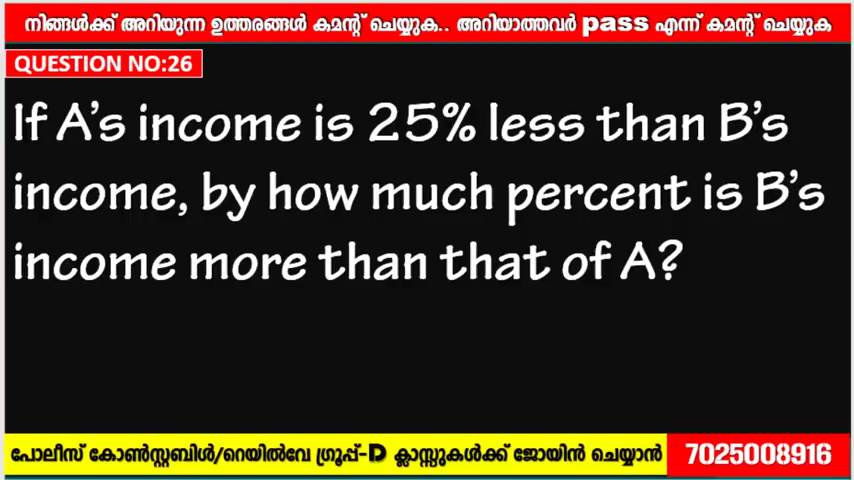 നിങ്ങൾക്ക് അറിയുന്ന ഉത്തരങ്ങൾ കമന്റ് ചെയ്യുക.. അറിയാത്തവർ pass എന്ന് കമന്റ് ചെയ്യുക
QUESTION NO:26
If A's income is 25% less than B's
income, by how much percent is B's
income more than that of A?
പോലീസ് കോൺസ്റ്റബിൾ/റെയിൽവേ ഗ്രൂപ്പ്-D ക്ലാസ്സുകൾക്ക് ജോയിൻ ചെയ്യാൻ 7025008916